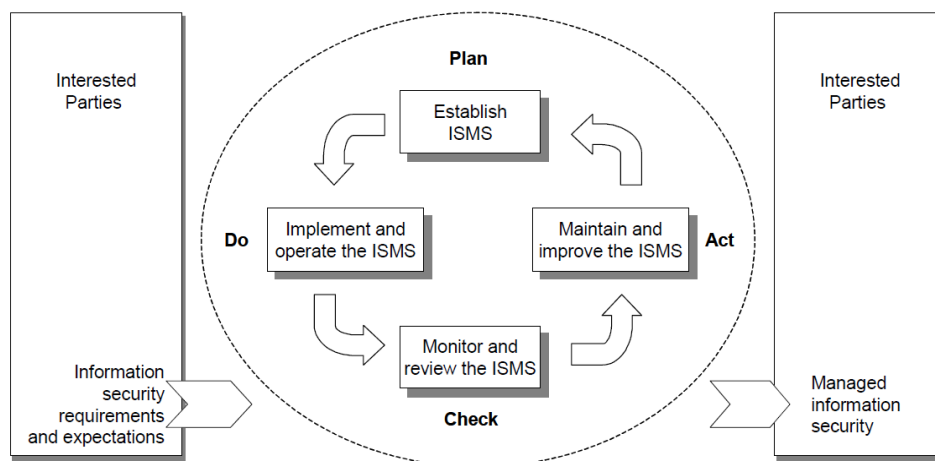 Interested
Parties
Information
security
requirements
and expectations
Plan
Establish
ISMS
Do
Implement and
operate the ISMS
Maintain and
improve the ISMS
Act
Monitor and
review the ISMS
Check
Interested
Parties
Managed
information
security